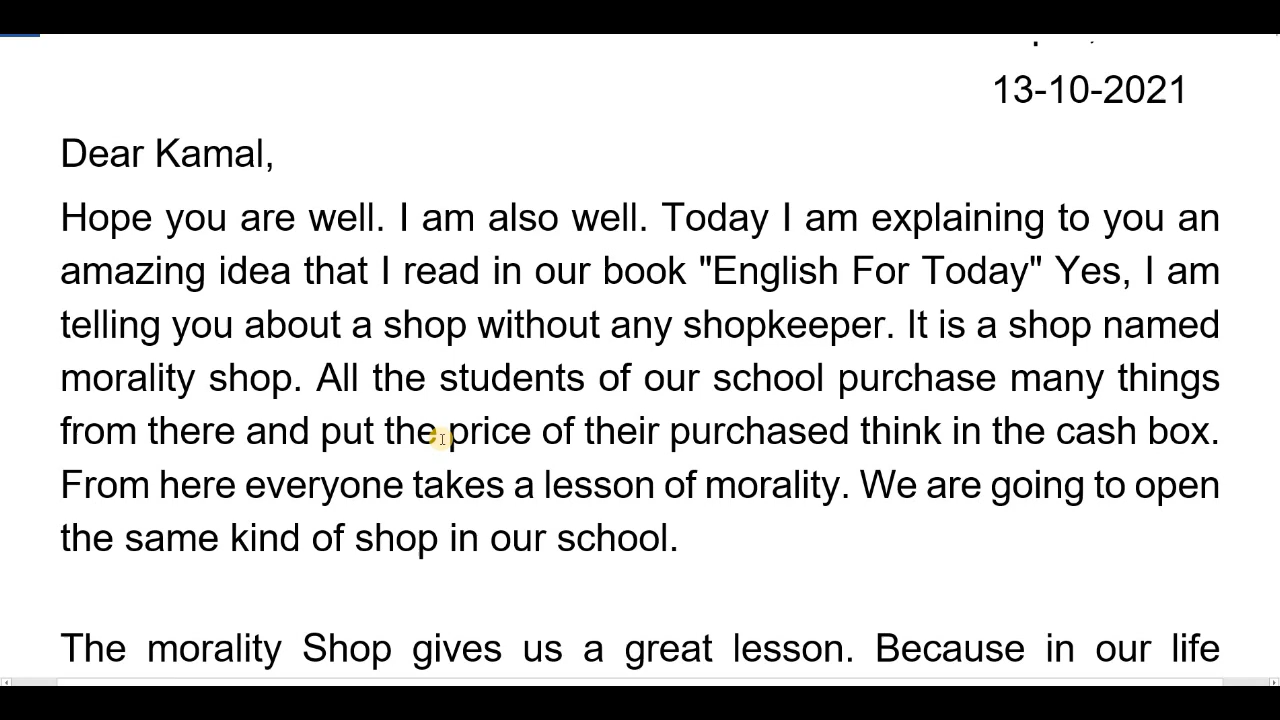 13-10-2021
Dear Kamal,
Hope you are well. I am also well. Today I am explaining to you an
amazing idea that I read in our book "English For Today" Yes, I am
telling you about a shop without any shopkeeper. It is a shop named
morality shop. All the students of our school purchase many things
from there and put the price of their purchased think in the cash box.
From here everyone takes a lesson of morality. We are going to open
the same kind of shop in our school.
The morality Shop gives us a great lesson. Because in our life